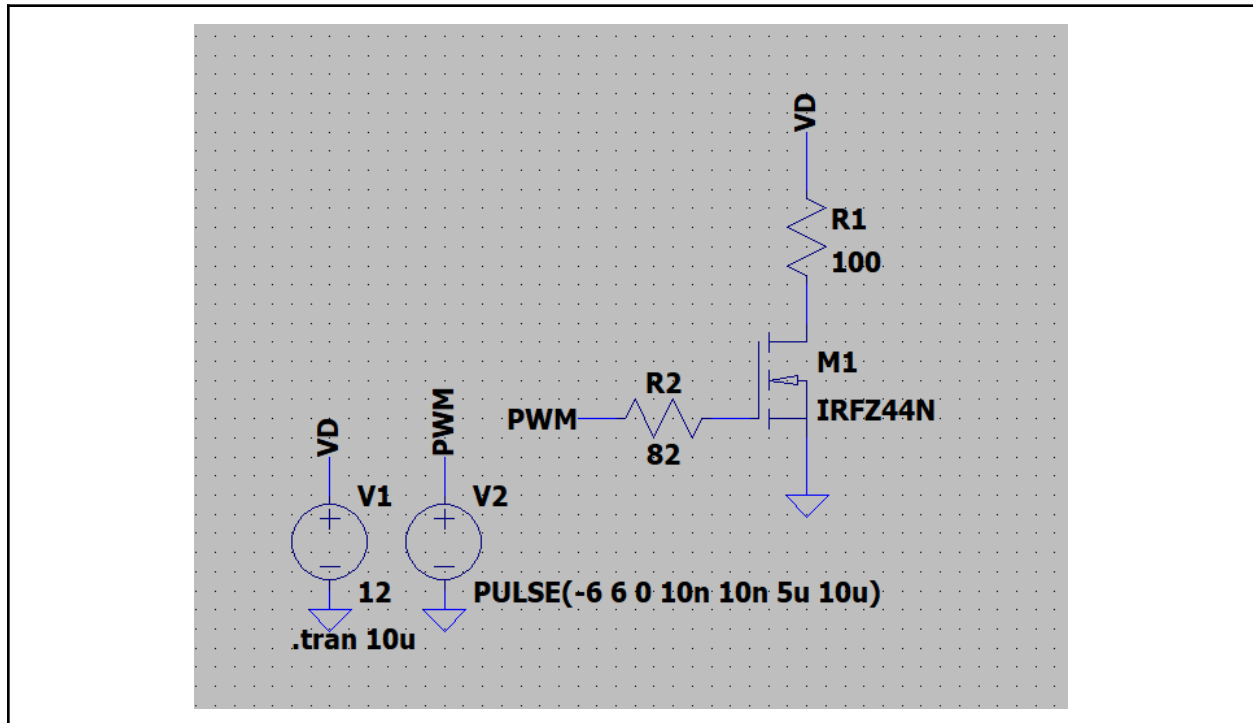 VD
R1
100
M1
IRFZ44N
R2
PWM
82
VD
PWM
V1
V2
12
PULSE(-6 6 0 10n 10n 5u 10u)
.tran 10u